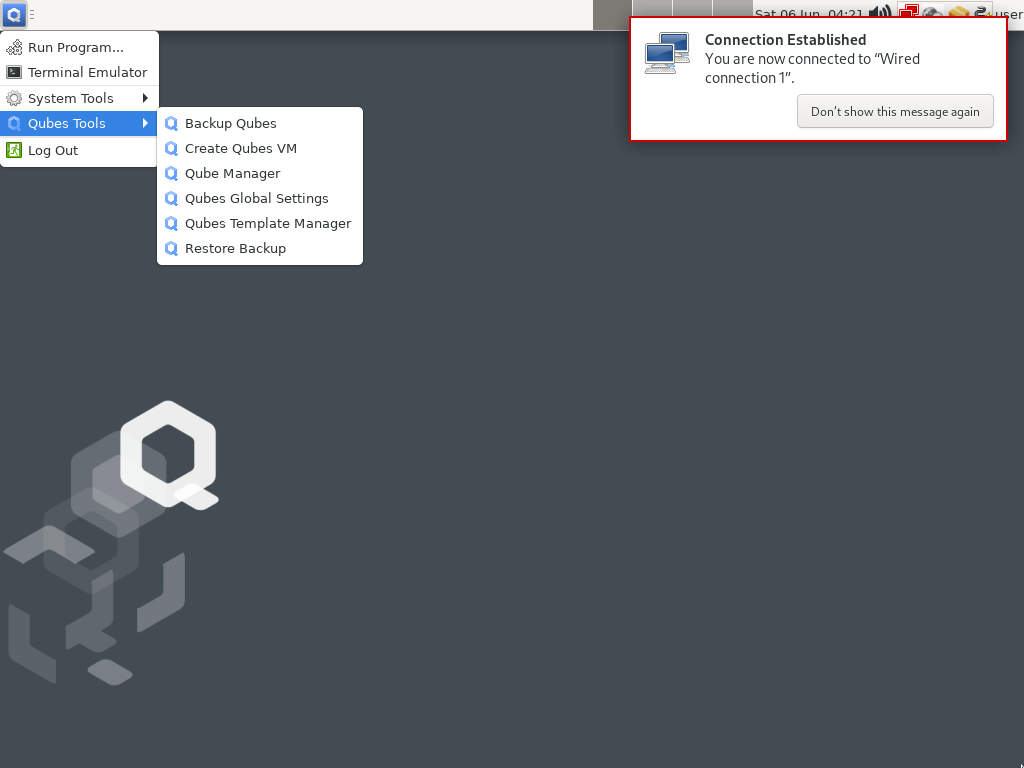 Sat 06 Jun, 04:21
user
Run Program...
Terminal Emulator
System Tools
Qubes Tools
Log Out
Backup Qubes
Create Qubes VM
Qube Manager
Qubes Global Settings
Qubes Template Manager
Restore Backup
Connection Established
You are now connected to “Wired
connection 1”.
Don’t show this message again